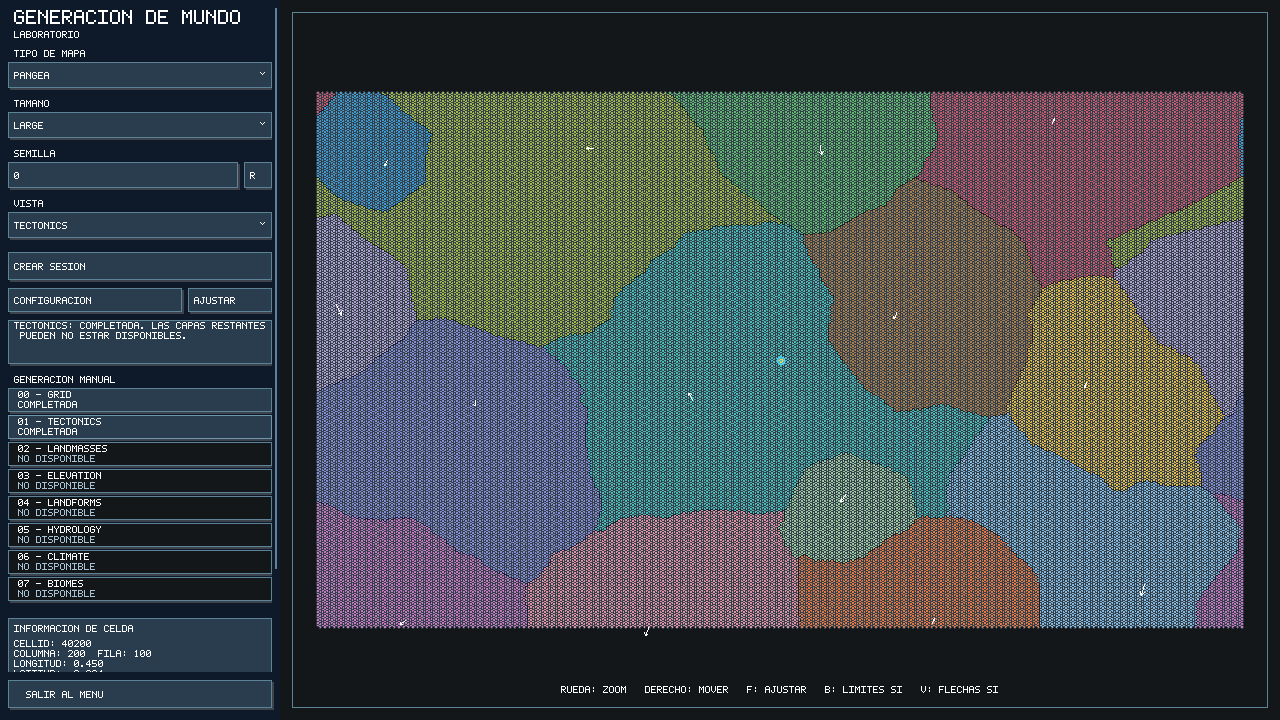 GENERACION DE MUNDO
LABORATORIO
TIPO DE MAPA
PANGEA
TAMANO
LARGE
SEMILLA
0
R
VISTA
TECTONICS
CREAR SESION
CONFIGURACION
AJUSTAR
TECTONICS: COMPLETADA. LAS CAPAS RESTANTES
PUEDEN NO ESTAR DISPONIBLES.
GENERACION MANUAL
00 - GRID
COMPLETADA
01 - TECTONICS
COMPLETADA
02 - LANDMASSES
NO DISPONIBLE
03 - ELEVATION
NO DISPONIBLE
04 - LANDFORMS
NO DISPONIBLE
05 - HYDROLOGY
NO DISPONIBLE
06 - CLIMATE
NO DISPONIBLE
07 - BIOMES
NO DISPONIBLE
INFORMACION DE CELDA
CELLID: 40200
COLUMNA: 200 FILA: 100
LONGITUD: 0.450
SALIR AL MENU
RUEDA: ZOOM DERECHO: MOVER F: AJUSTAR B: LIMITES SI V: FLECHAS SI